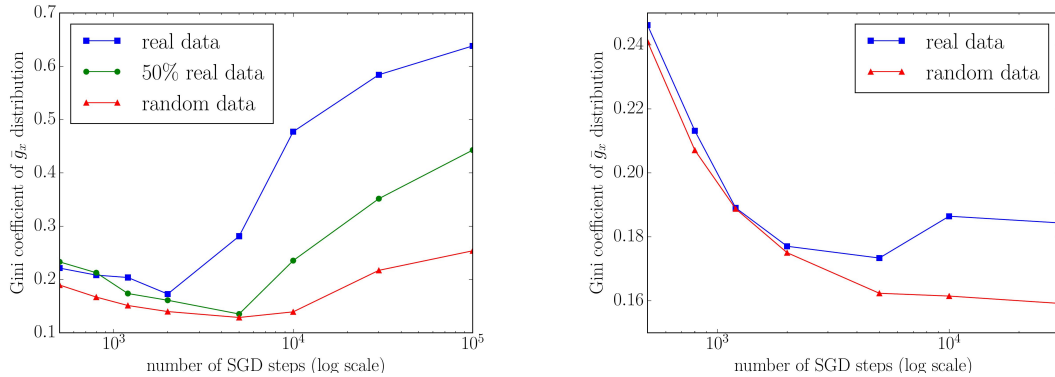 0.7
0.6
0.5
0.4
0.3
0.2
0.1
Gini coefficient of ḡₓ distribution
real data
50% real data
random data
10³
10⁴
10⁵
number of SGD steps (log scale)
0.24
0.22
0.20
0.18
0.16
Gini coefficient of ḡₓ distribution
real data
random data
10³
10⁴
number of SGD steps (log scale)